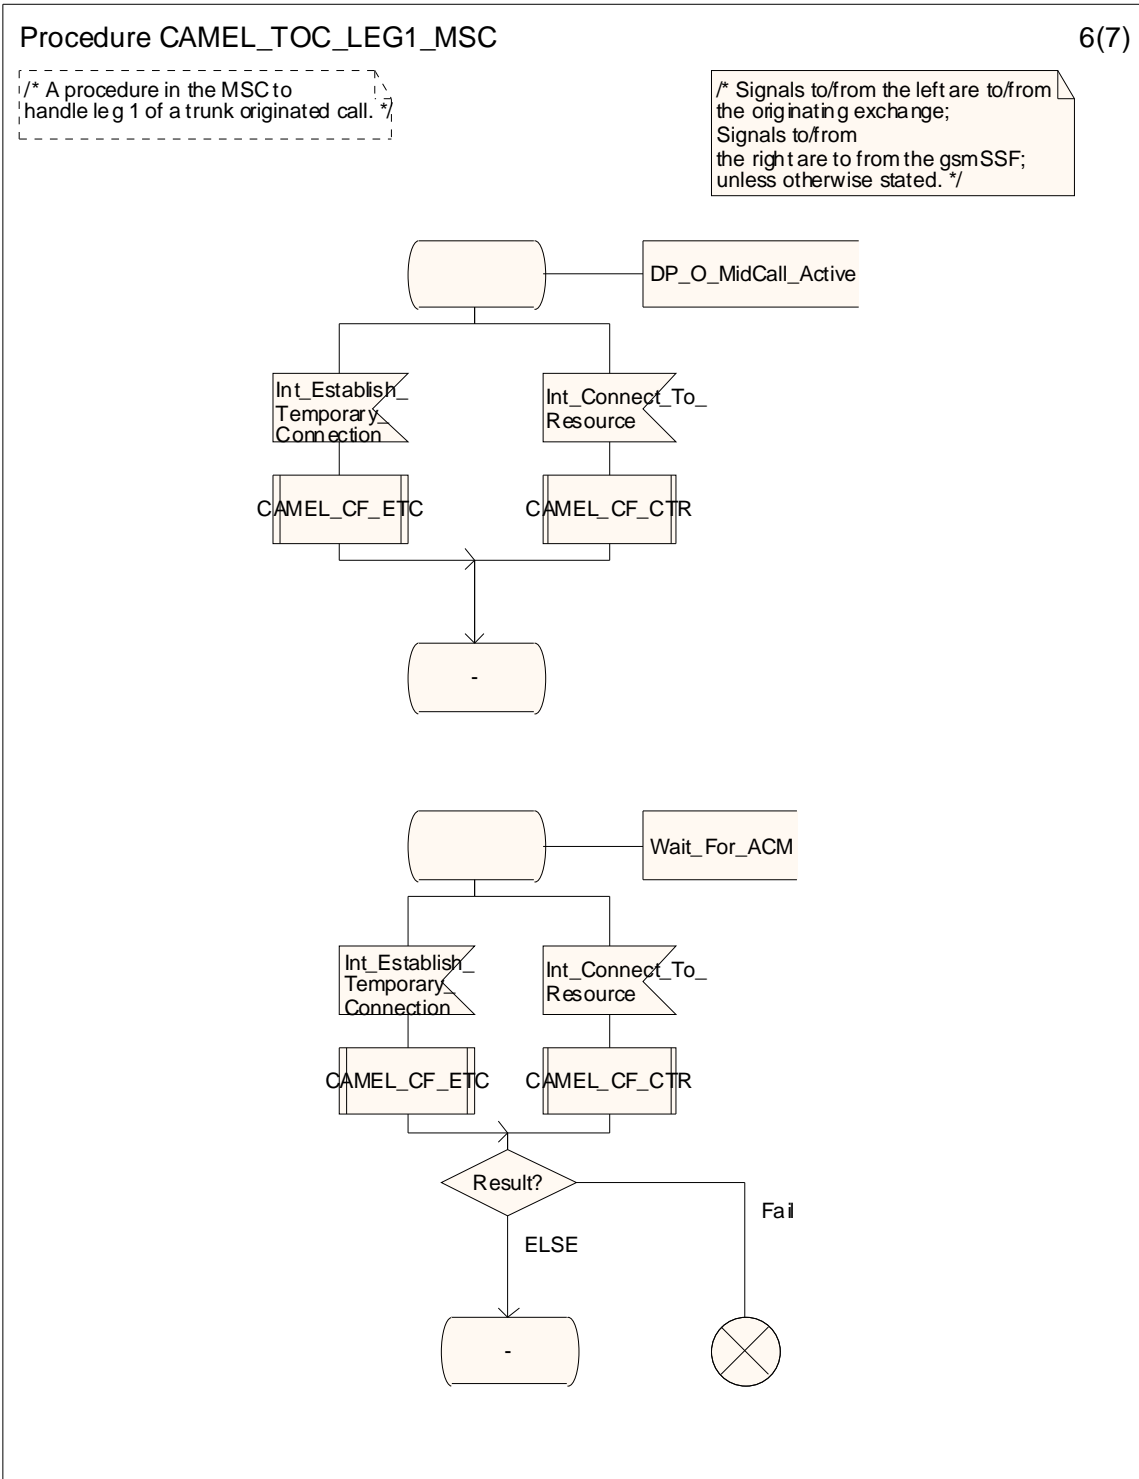 Procedure CAMEL_TOC_LEG1_MSC
6(7)
/* A procedure in the MSC to
handle leg 1 of a trunk originated call. */
/* Signals to/from the left are to/from
the originating exchange;
Signals to/from
the right are to from the gsmSSF;
unless otherwise stated. */
DP_O_MidCall_Active
Int_Establish_
Temporary_
Connection
Int_Connect_To_
Resource
CAMEL_CF_ETC
CAMEL_CF_CTR
-
Wait_For_ACM
Int_Establish_
Temporary_
Connection
Int_Connect_To_
Resource
CAMEL_CF_ETC
CAMEL_CF_CTR
Result?
Fail
ELSE
-